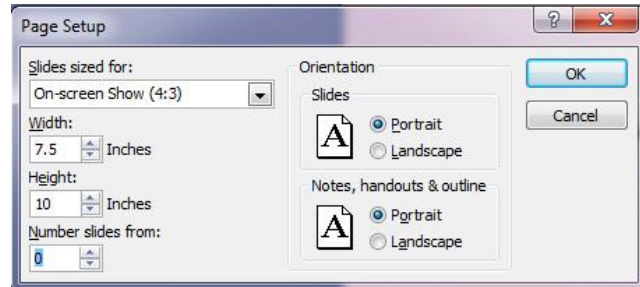 Page Setup
?
X
Slides sized for:
On-screen Show (4:3)
Width:
7.5 Inches
Height:
10 Inches
Number slides from:
0
Orientation
Slides
A
Portrait
Landscape
Notes, handouts & outline
A
Portrait
Landscape
OK
Cancel